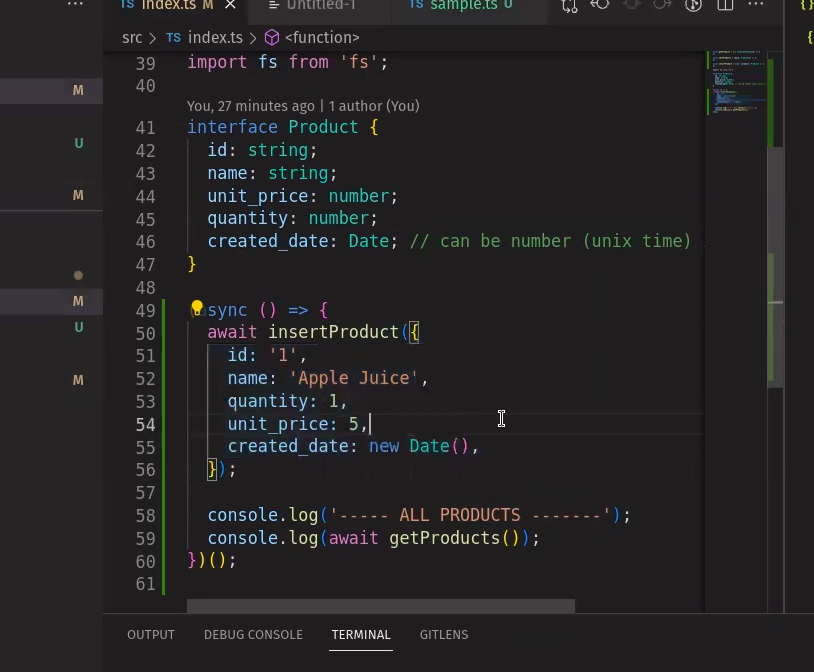 TS index.ts M
Untitled-1
TS sample.ts U
src > TS index.ts > <function>
39 import fs from 'fs';
40
You, 27 minutes ago | 1 author (You)
41 interface Product {
42 id: string;
43 name: string;
44 unit_price: number;
45 quantity: number;
46 created_date: Date; // can be number (unix time)
47 }
48
49 async () => {
50 await insertProduct({
51 id: '1',
52 name: 'Apple Juice',
53 quantity: 1,
54 unit_price: 5,
55 created_date: new Date(),
56 });
57
58 console.log('----- ALL PRODUCTS -------');
59 console.log(await getProducts());
60 })();
61
M
U
M
M
U
M
OUTPUT DEBUG CONSOLE TERMINAL GITLENS